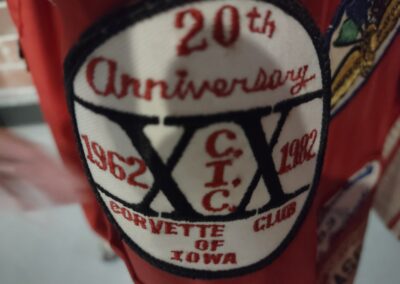 20th
Anniversary
XX
1962 C.I.C. 1982
CORVETTE CLUB
OF
IOWA